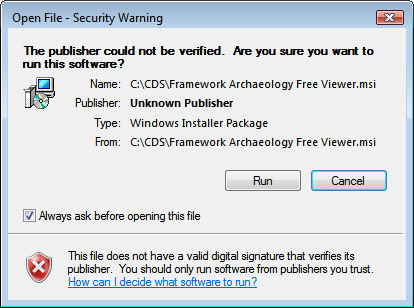 Open File - Security Warning
The publisher could not be verified.  Are you sure you want to
run this software?
Name: C:\CDS\Framework Archaeology Free Viewer.msi
Publisher: Unknown Publisher
Type: Windows Installer Package
From: C:\CDS\Framework Archaeology Free Viewer.msi
Run Cancel
Always ask before opening this file
This file does not have a valid digital signature that verifies its
publisher.  You should only run software from publishers you trust.
How can I decide what software to run?